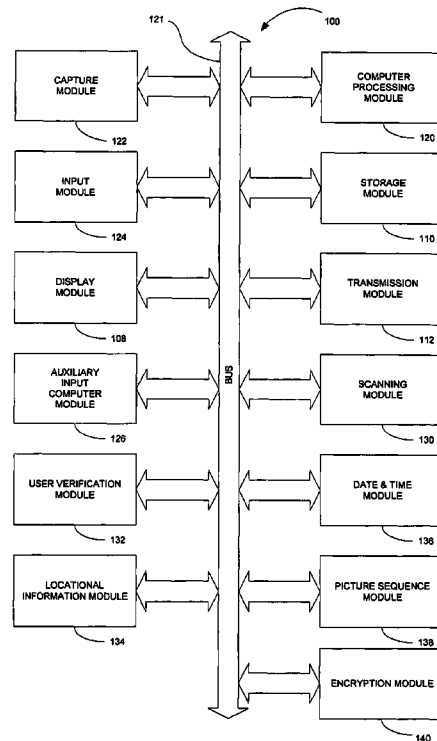 121
100
CAPTURE
MODULE
122
COMPUTER
PROCESSING
MODULE
120
INPUT
MODULE
124
STORAGE
MODULE
110
DISPLAY
MODULE
108
TRANSMISSION
MODULE
112
BUS
AUXILIARY
INPUT
COMPUTER
MODULE
126
SCANNING
MODULE
130
USER VERIFICATION
MODULE
132
DATE & TIME
MODULE
136
LOCATIONAL
INFORMATION MODULE
134
PICTURE SEQUENCE
MODULE
138
ENCRYPTION MODULE
140